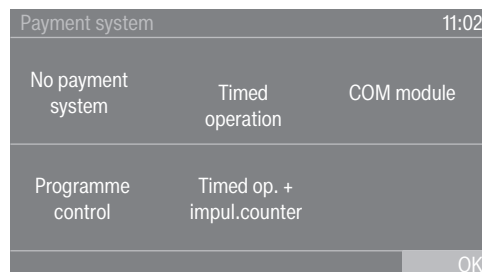 Payment system 11:02
No payment
system
Timed
operation
COM module
Programme
control
Timed op. +
impul.counter
OK